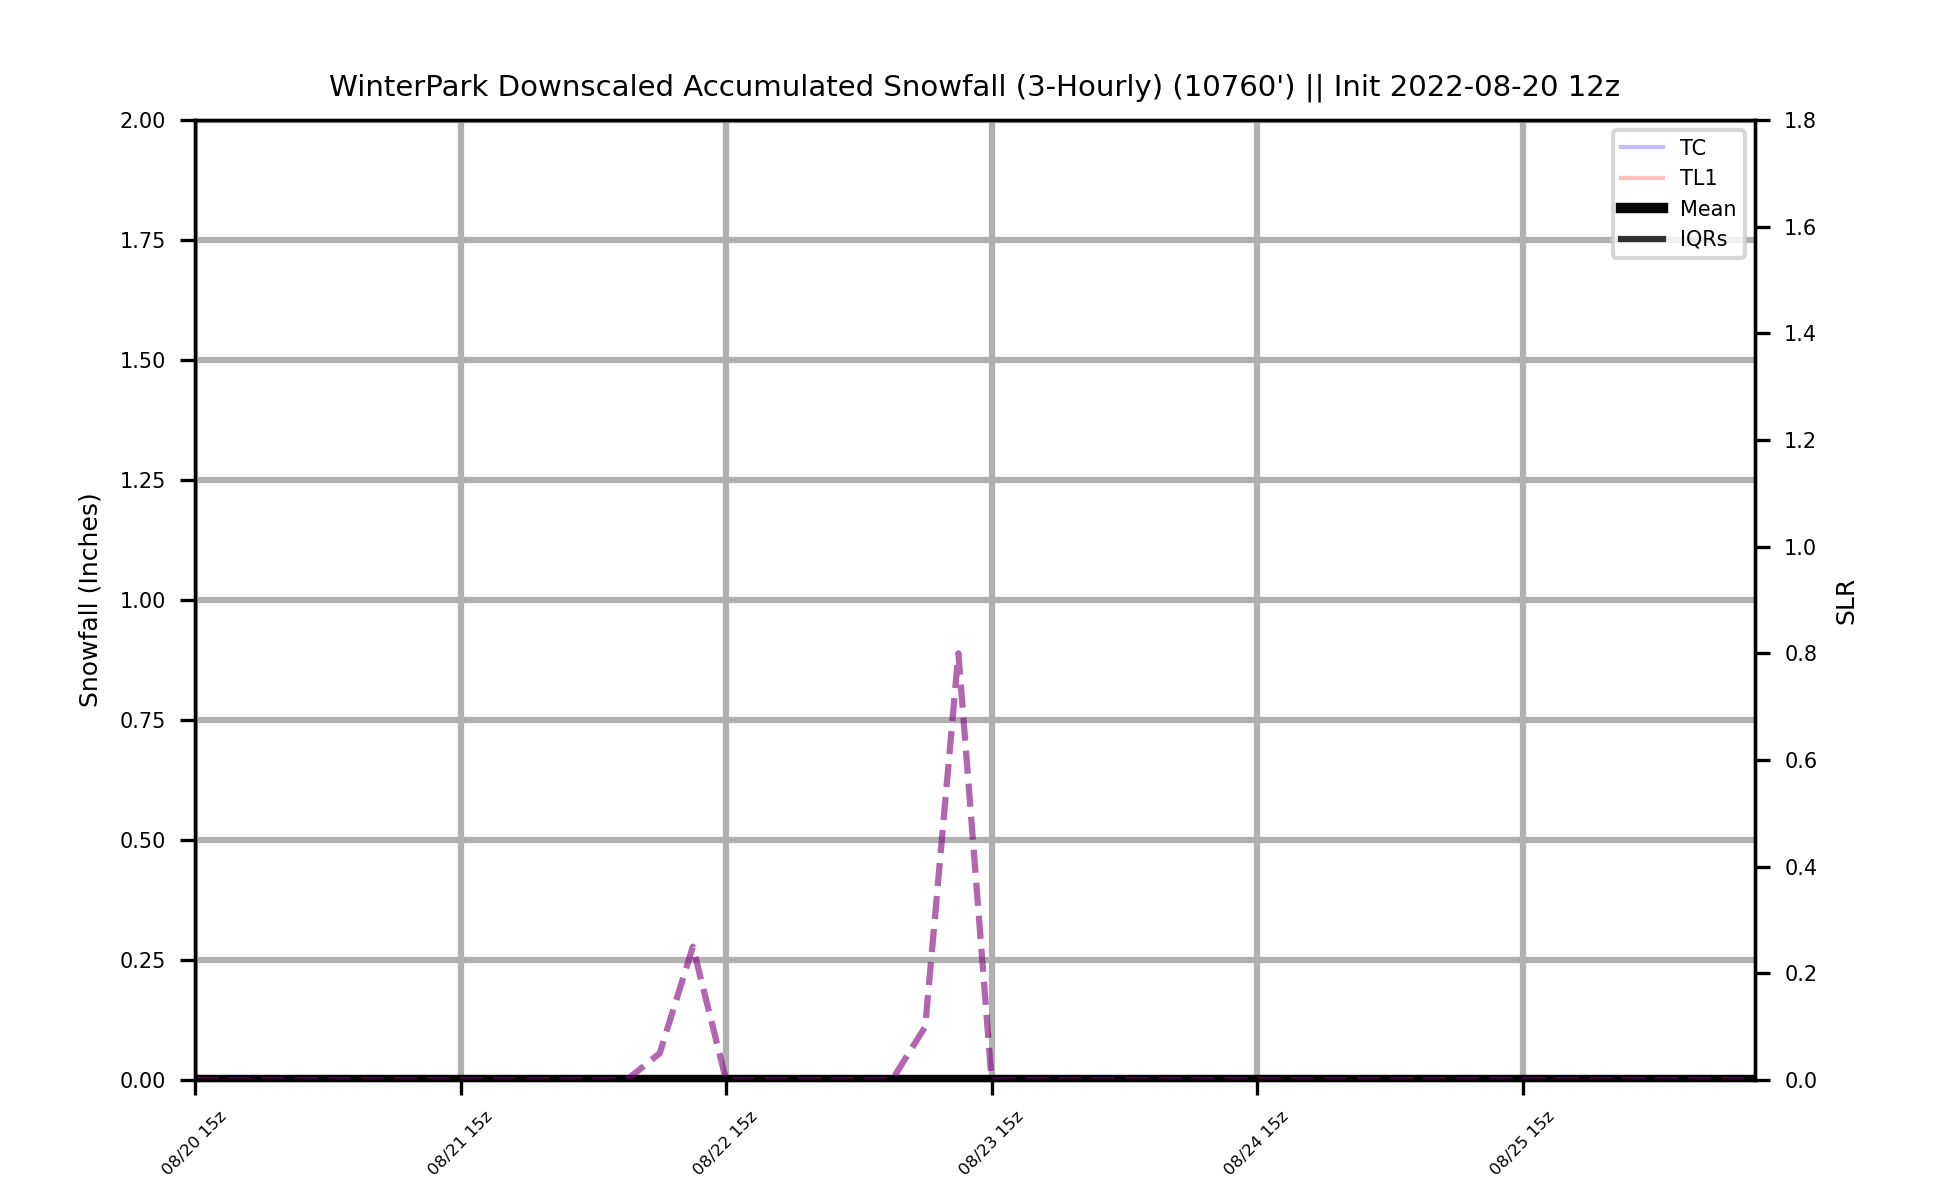 WinterPark Downscaled Accumulated Snowfall (3-Hourly) (10760') || Init 2022-08-20 12z
2.00
1.75
1.50
1.25
1.00
0.75
0.50
0.25
0.00
Snowfall (Inches)
TC
TL1
Mean
IQRs
1.8
1.6
1.4
1.2
1.0
0.8
0.6
0.4
0.2
0.0
SLR
08/20 15z
08/21 15z
08/22 15z
08/23 15z
08/24 15z
08/25 15z